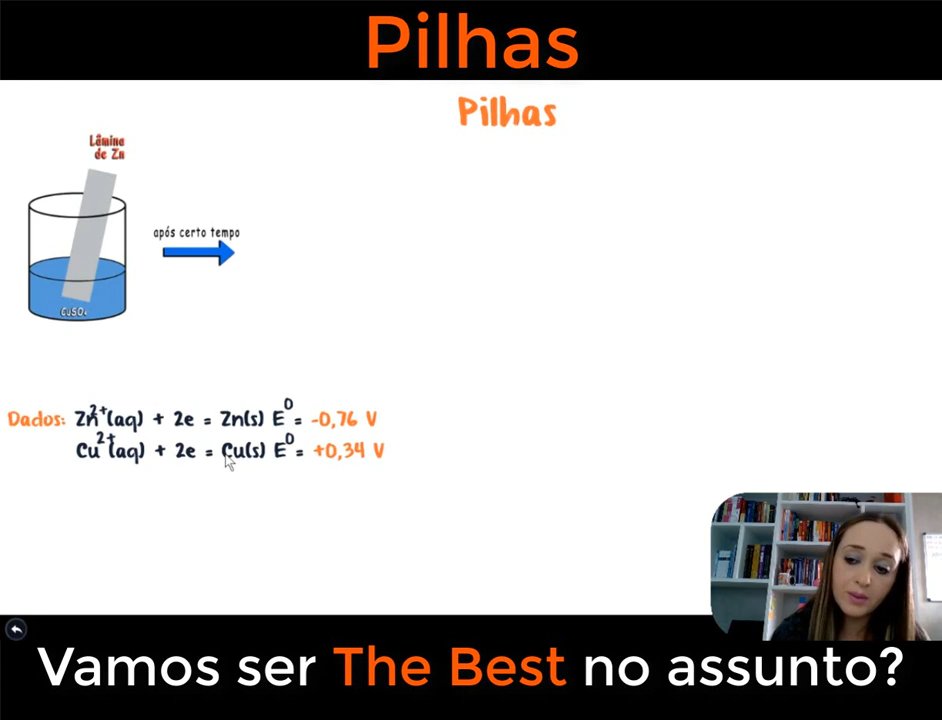 Pilhas
Pilhas
Lâmina
de Zn
após certo tempo
CuSO₄
Dados: Zn²⁺(aq) + 2e = Zn(s) E⁰= -0,76 V
Cu²⁺(aq) + 2e = Cu(s) E⁰= +0,34 V
Vamos ser The Best no assunto?